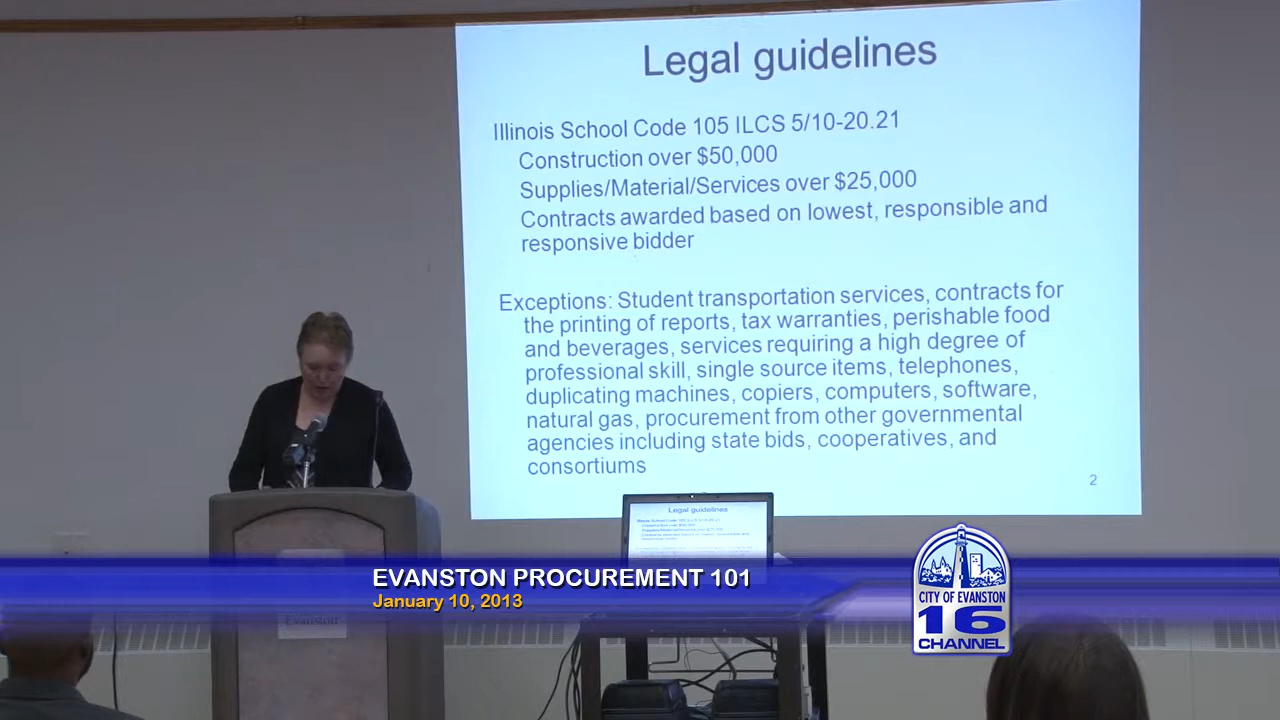 Legal guidelines
Illinois School Code 105 ILCS 5/10-20.21
Construction over $50,000
Supplies/Material/Services over $25,000
Contracts awarded based on lowest, responsible and
responsive bidder
Exceptions: Student transportation services, contracts for
the printing of reports, tax warranties, perishable food
and beverages, services requiring a high degree of
professional skill, single source items, telephones,
duplicating machines, copiers, computers, software,
natural gas, procurement from other governmental
agencies including state bids, cooperatives, and
consortiums
2
Legal guidelines
EVANSTON PROCUREMENT 101
January 10, 2013
Evanston
CITY OF EVANSTON
16
CHANNEL